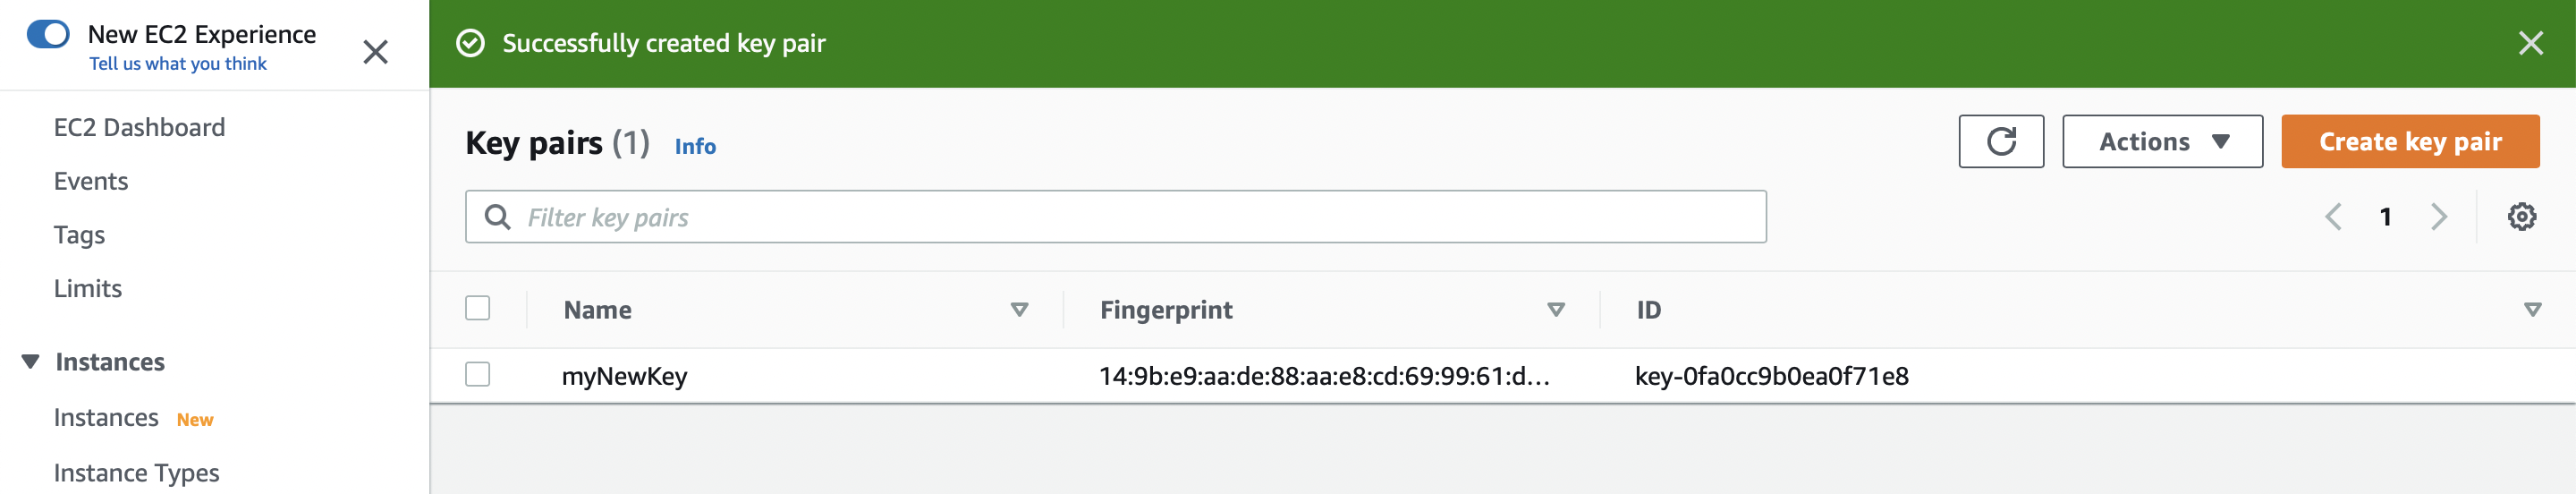 New EC2 Experience
Tell us what you think
EC2 Dashboard
Events
Tags
Limits
Instances
Instances New
Instance Types
Successfully created key pair
Key pairs (1) Info
Actions
Create key pair
Filter key pairs
1
Name Fingerprint ID
myNewKey 14:9b:e9:aa:de:88:aa:e8:cd:69:99:61:d... key-0fa0cc9b0ea0f71e8